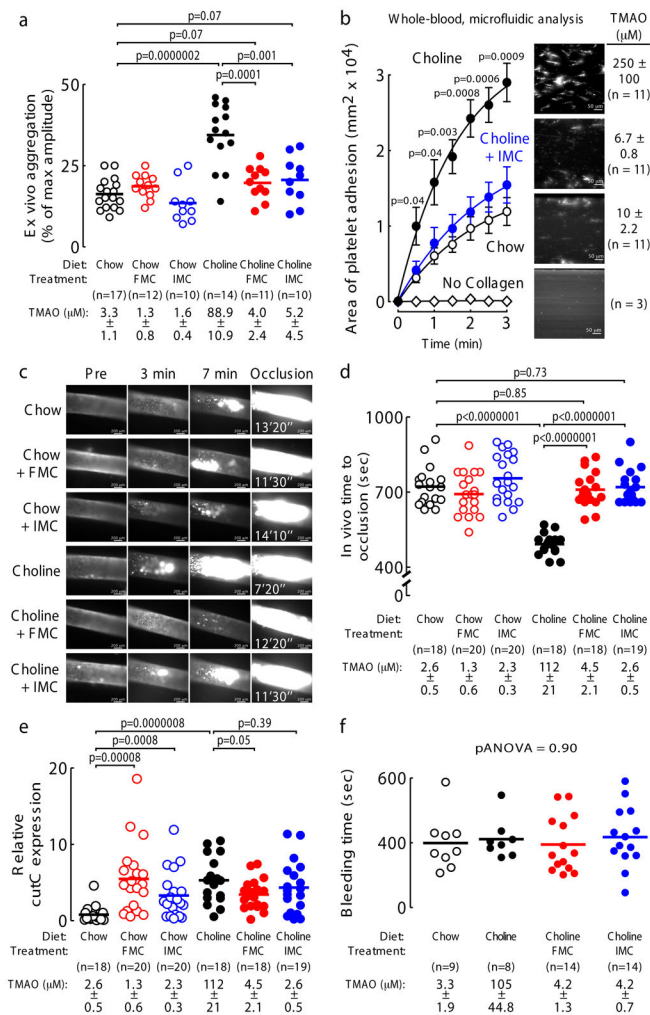 a
p=0.07
p=0.07
p=0.0000002
p=0.001
p=0.0001
50
25
0
Ex vivo aggregation
(% of max amplitude)
Diet: Chow Chow Chow Choline Choline Choline
Treatment: FMC IMC FMC IMC
(n=17) (n=12) (n=10) (n=14) (n=11) (n=10)
TMAO (μM): 3.3 1.3 1.6 88.9 4.0 5.2
± ± ± ± ± ±
1.1 0.8 0.4 10.9 2.4 4.5
b
Whole-blood, microfluidic analysis
TMAO
(μM)
Area of platelet adhesion (mm2 x 10⁴)
4
3
2
1
0
0 1 2 3
Time (min)
Choline
p=0.0009
p=0.0006
p=0.0008
p=0.003
p=0.04
p=0.04
Choline
+ IMC
Chow
No Collagen
250 ±
100
(n = 11)
6.7 ±
0.8
(n = 11)
10 ±
2.2
(n = 11)
(n = 3)
50 μm
50 μm
50 μm
50 μm
c
Pre 3 min 7 min Occlusion
Chow
13'20''
Chow
+ FMC
11'30''
Chow
+ IMC
14'10''
Choline
7'20''
Choline
+ FMC
12'20''
Choline
+ IMC
11'30''
d
p=0.73
p=0.85
p<0.0000001
p<0.0000001
p<0.0000001
1000
700
400
0
In vivo time to
occlusion (sec)
Diet: Chow Chow Chow Choline Choline Choline
Treatment: FMC IMC FMC IMC
(n=18) (n=20) (n=20) (n=18) (n=18) (n=19)
TMAO (μM): 2.6 1.3 2.3 112 4.5 2.6
± ± ± ± ± ±
0.5 0.6 0.3 21 2.1 0.5
e
p=0.0000008
p=0.39
p=0.0008
p=0.05
p=0.00008
20
10
5
0
Relative
cutC expression
Diet: Chow Chow Chow Choline Choline Choline
Treatment: FMC IMC FMC IMC
(n=18) (n=20) (n=20) (n=18) (n=18) (n=19)
TMAO (μM): 2.6 1.3 2.3 112 4.5 2.6
± ± ± ± ± ±
0.5 0.6 0.3 21 2.1 0.5
f
pANOVA = 0.90
600
400
200
0
Bleeding time (sec)
Diet: Chow Choline Choline Choline
Treatment: FMC IMC
(n=9) (n=8) (n=14) (n=14)
TMAO (μM): 3.3 105 4.2 4.2
± ± ± ±
1.9 44.8 1.3 0.7